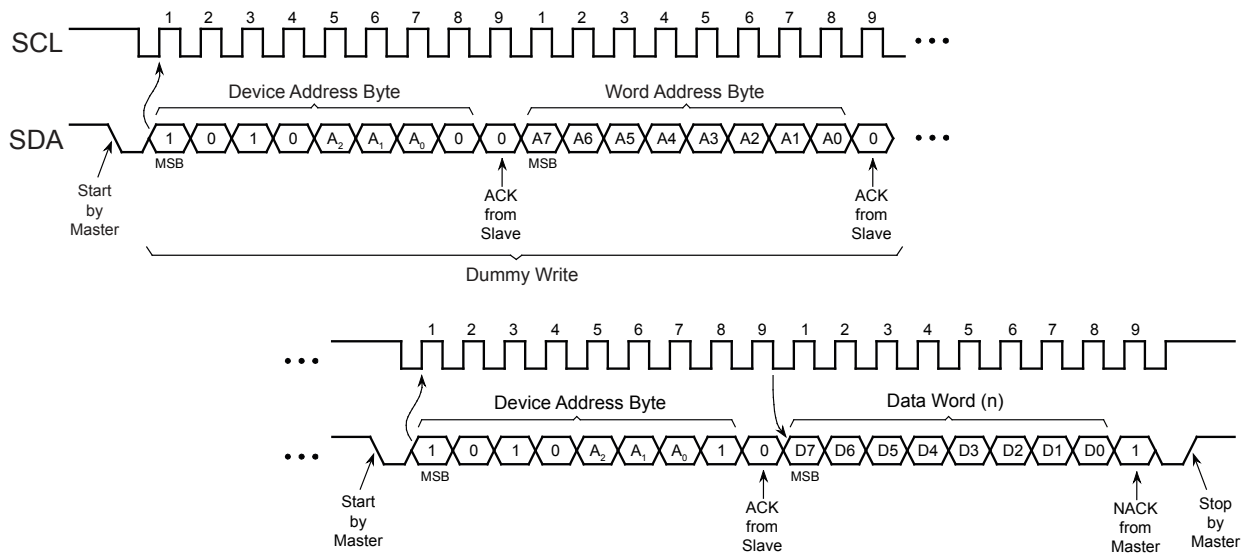 1 2 3 4 5 6 7 8 9 1 2 3 4 5 6 7 8 9
SCL
Device Address Byte Word Address Byte
SDA 1 0 1 0 A₂ A₁ A₀ 0 0 A7 A6 A5 A4 A3 A2 A1 A0 0
MSB MSB
Start
by
Master
ACK
from
Slave
ACK
from
Slave
Dummy Write
1 2 3 4 5 6 7 8 9 1 2 3 4 5 6 7 8 9
Device Address Byte Data Word (n)
1 0 1 0 A₂ A₁ A₀ 1 0 D7 D6 D5 D4 D3 D2 D1 D0 1
MSB MSB
Start
by
Master
ACK
from
Slave
NACK
from
Master
Stop
by
Master